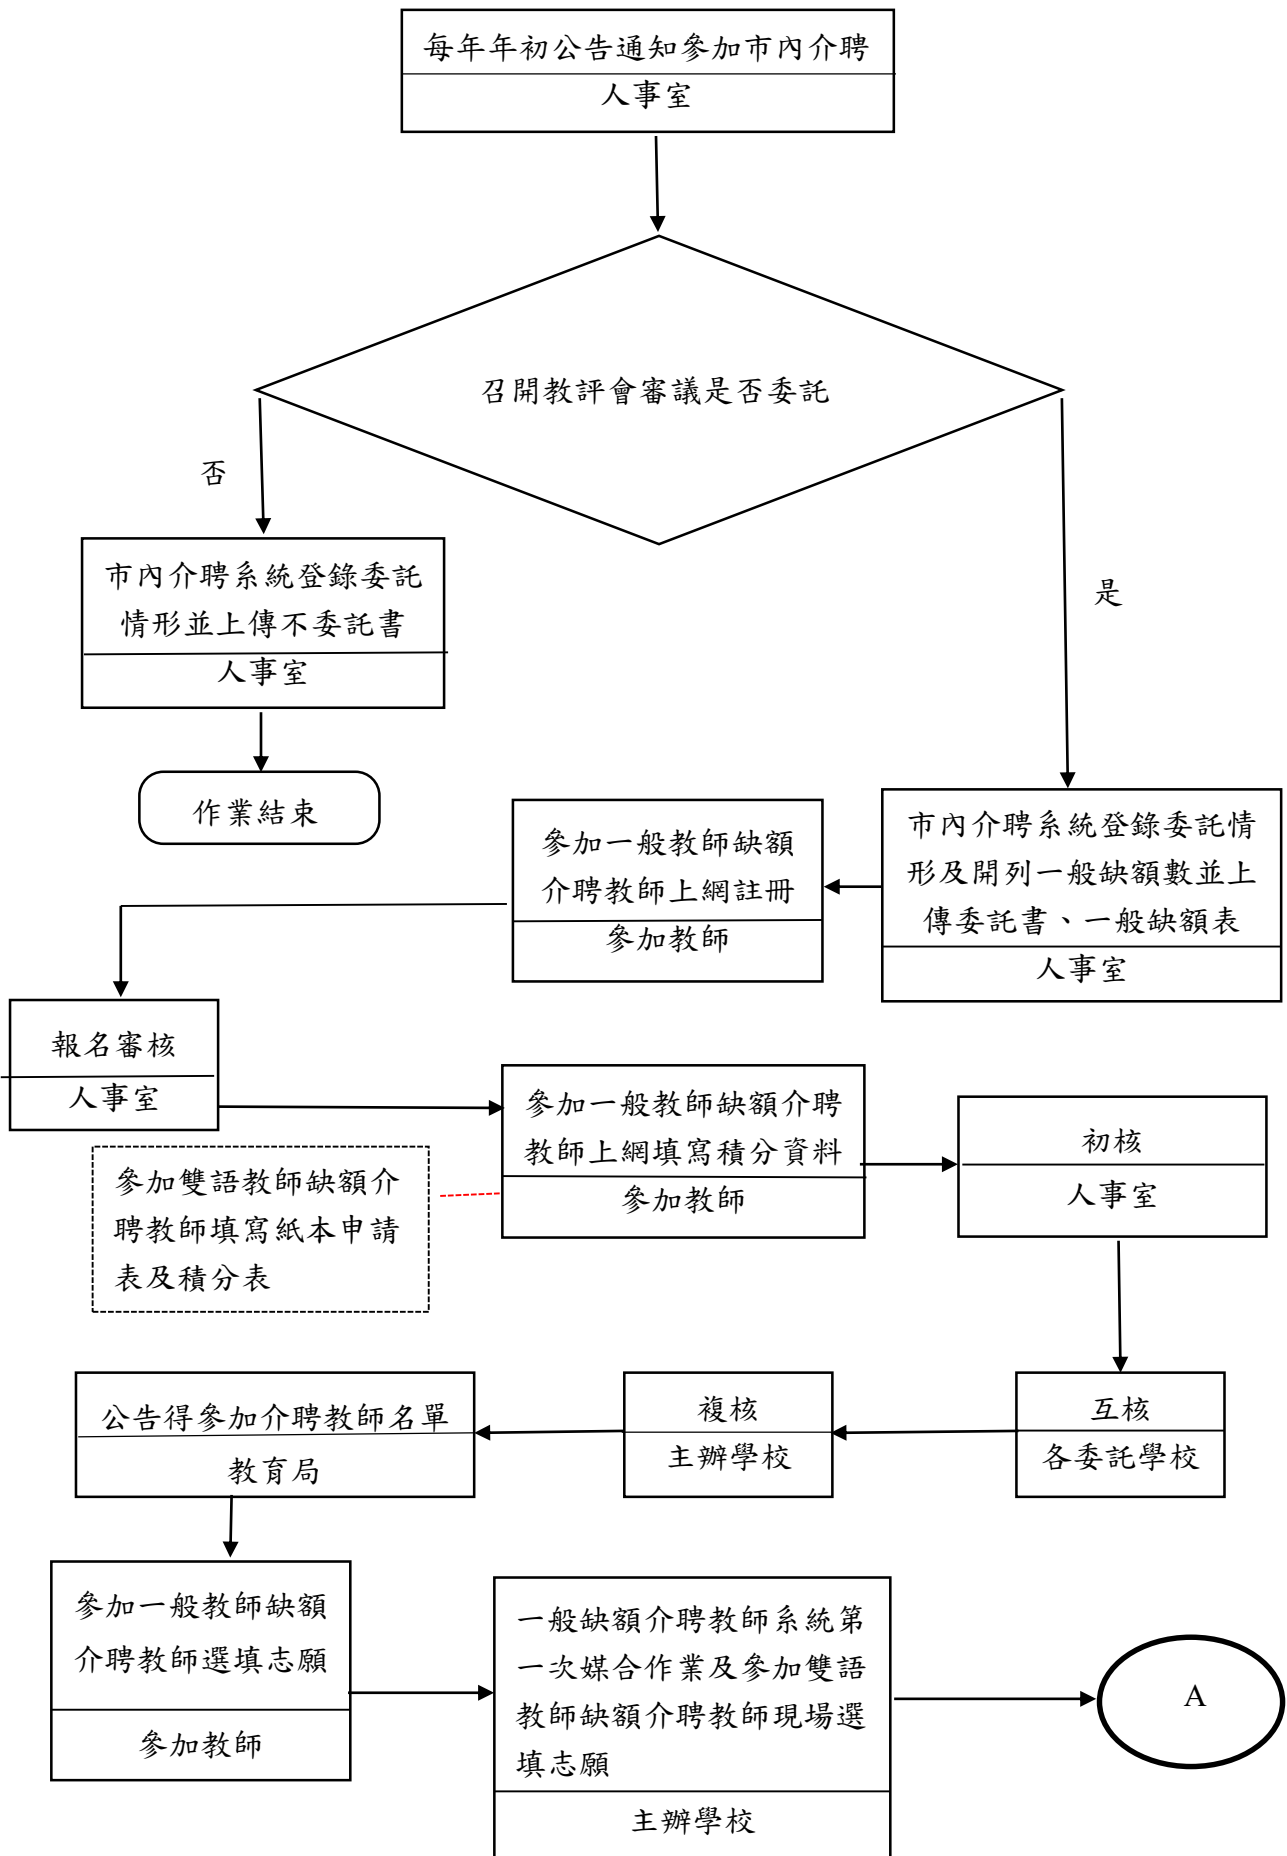 每年年初公告通知參加市內介聘
人事室
召開教評會審議是否委託
否
是
市內介聘系統登錄委託
情形並上傳不委託書
人事室
作業結束
市內介聘系統登錄委託情
形及開列一般缺額數並上
傳委託書、一般缺額表
人事室
參加一般教師缺額
介聘教師上網註冊
參加教師
報名審核
人事室
參加一般教師缺額介聘
教師上網填寫積分資料
參加教師
參加雙語教師缺額介
聘教師填寫紙本申請
表及積分表
初核
人事室
互核
各委託學校
複核
主辦學校
公告得參加介聘教師名單
教育局
參加一般教師缺額
介聘教師選填志願
參加教師
一般缺額介聘教師系統第
一次媒合作業及參加雙語
教師缺額介聘教師現場選
填志願
主辦學校
A